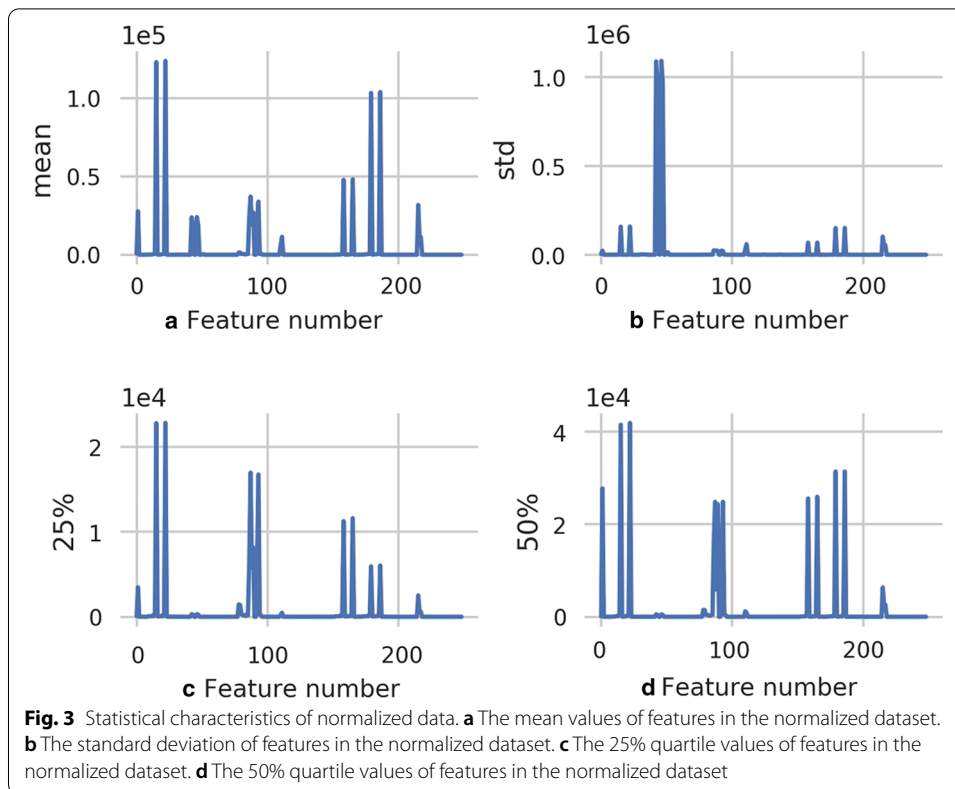 1e5
1.0
0.5
0.0
mean
0 100 200
a Feature number
1e6
1.0
0.5
0.0
std
0 100 200
b Feature number
1e4
2
1
0
25%
0 100 200
c Feature number
1e4
4
2
0
50%
0 100 200
d Feature number
Fig. 3 Statistical characteristics of normalized data. a The mean values of features in the normalized dataset.
b The standard deviation of features in the normalized dataset. c The 25% quartile values of features in the
normalized dataset. d The 50% quartile values of features in the normalized dataset